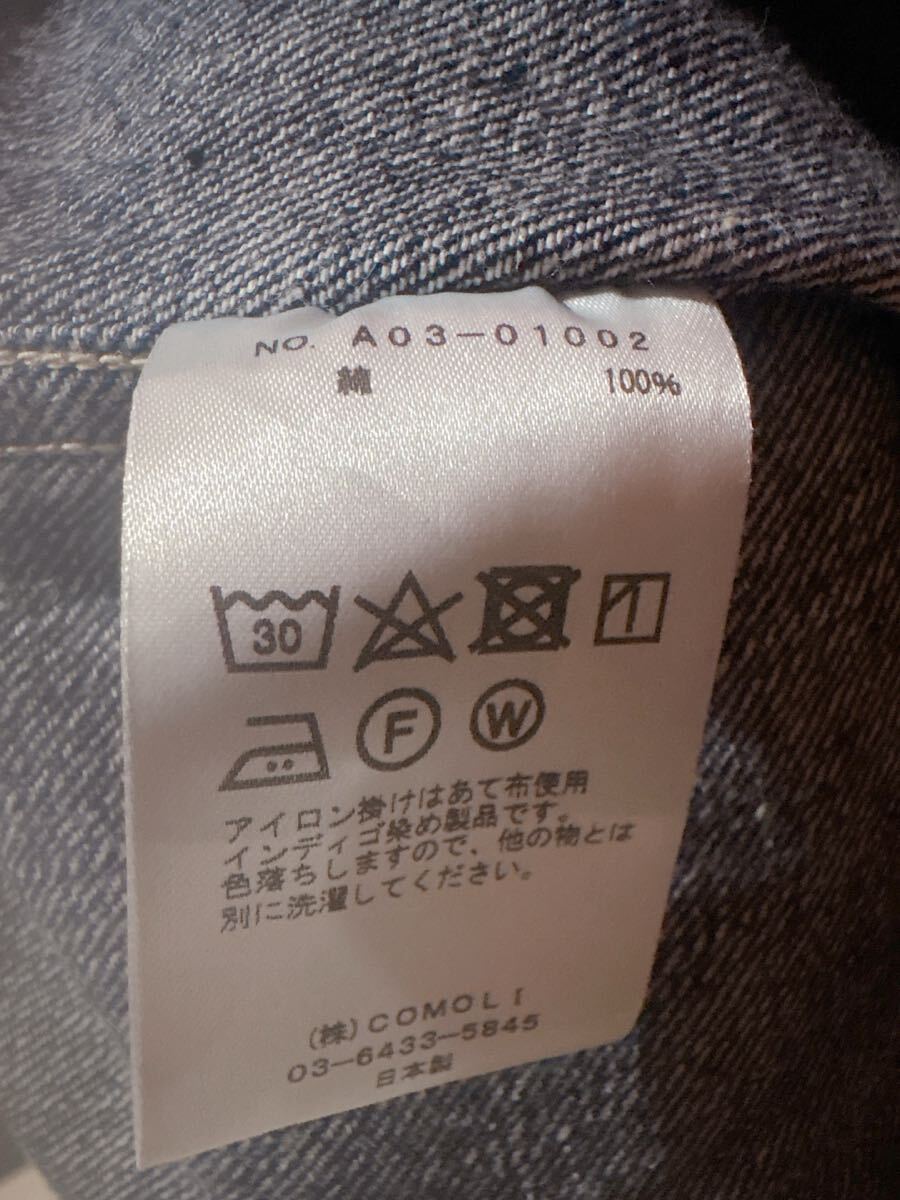 NO. A03-01002
綿 100%
30
F W
アイロン掛けはあて布使用
インディゴ染め製品です。
色落ちしますので、他の物とは
別に洗濯してください。
(株)COMOLI
03-6433-5845
日本製